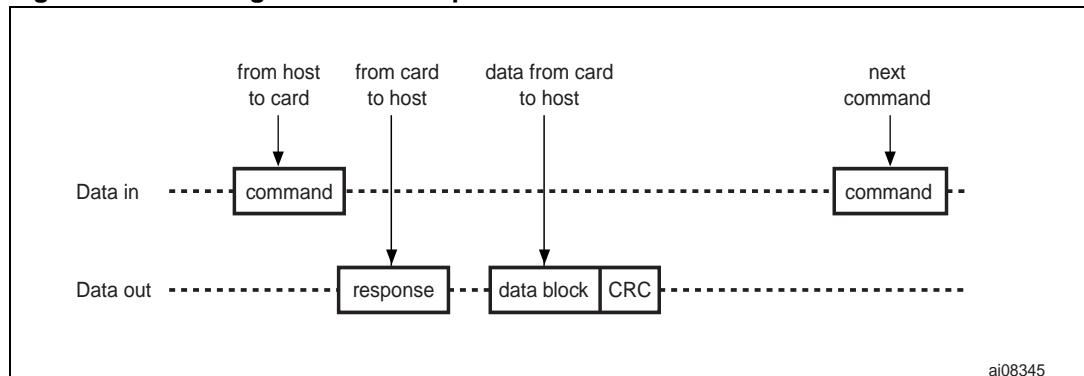 from host
to card
from card
to host
data from card
to host
next
command
Data in
command
command
Data out
response
data block
CRC
ai08345